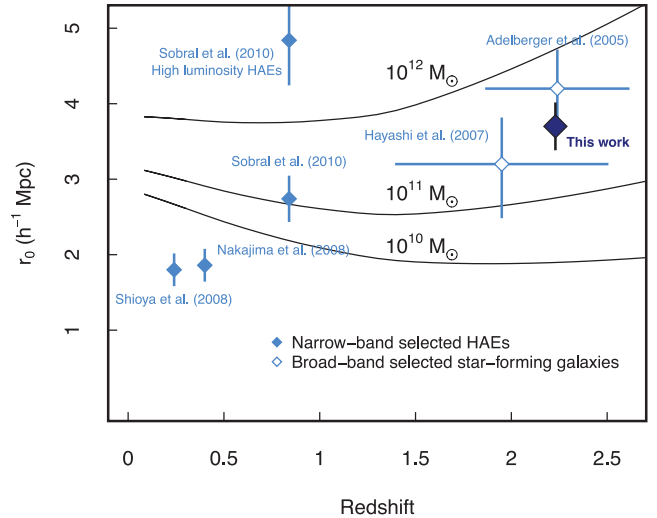 5
4
3
2
1
r₀ (h⁻¹ Mpc)
Sobral et al. (2010)
High luminosity HAEs
Adelberger et al. (2005)
10¹² M☉
Hayashi et al. (2007)
This work
Sobral et al. (2010)
10¹¹ M☉
10¹⁰ M☉
Nakajima et al. (2008)
Shioya et al. (2008)
Narrow−band selected HAEs
Broad−band selected star−forming galaxies
0 0.5 1 1.5 2 2.5
Redshift